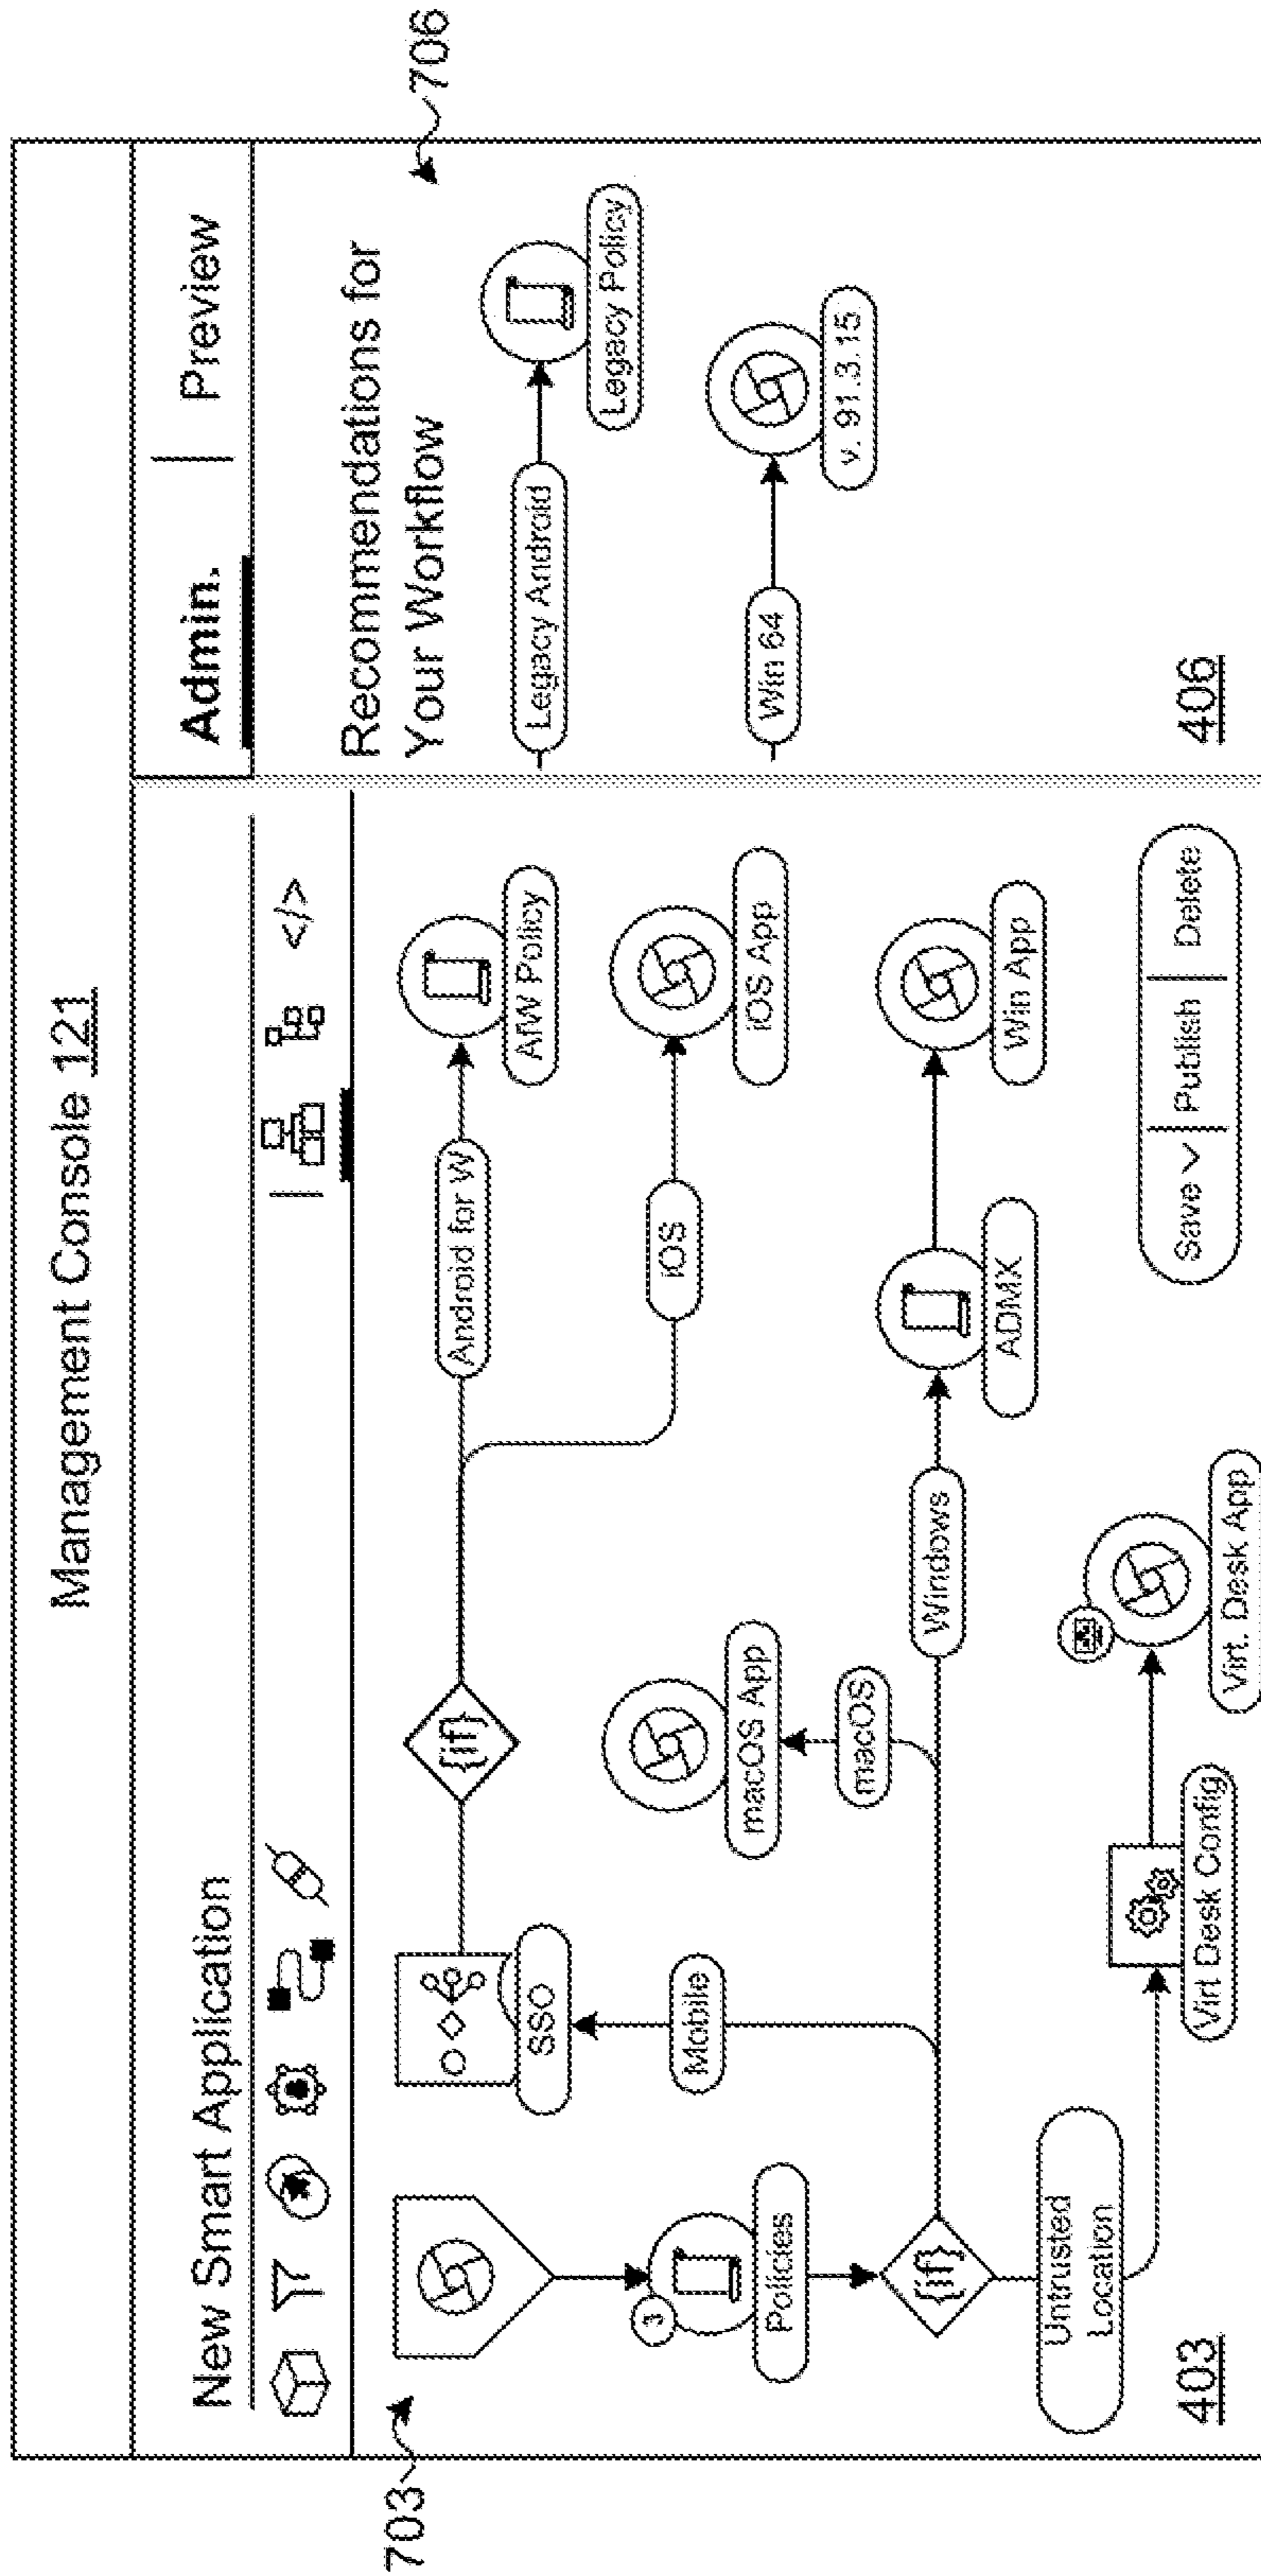 Management Console 121
New Smart Application
Admin.
Preview
</>
703
706
Recommendations for
Your Workflow
Legacy Android
Legacy Policy
Win 64
v. 91.3.15
406
SSO
{if}
Android for W
AfW Policy
iOS
iOS App
Mobile
macOS App
macOS
3
Policies
{if}
Windows
ADMX
Win App
Untrusted
Location
Virt Desk Config
Virt. Desk App
Save
Publish
Delete
403